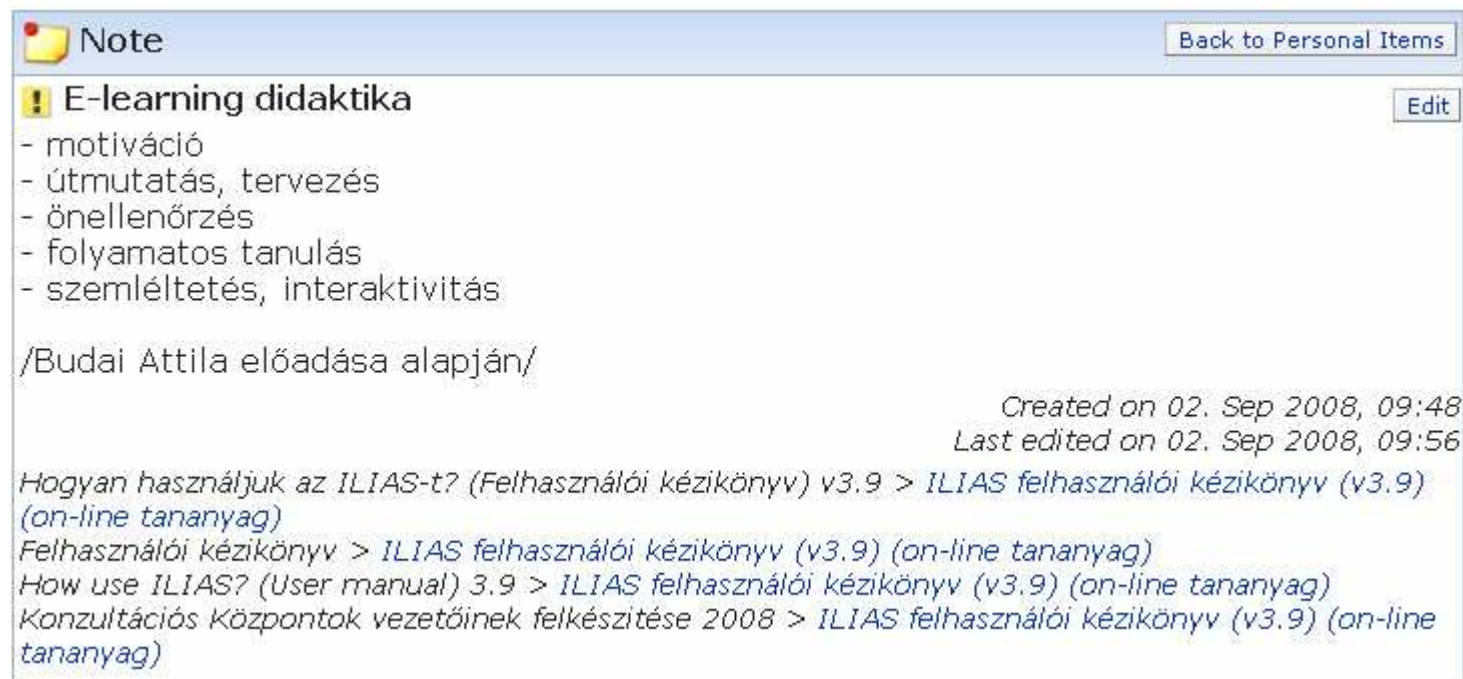 Note
Back to Personal Items
E-learning didaktika
Edit
- motiváció
- útmutatás, tervezés
- önellenőrzés
- folyamatos tanulás
- szemléltetés, interaktivitás
/Budai Attila előadása alapján/
Created on 02. Sep 2008, 09:48
Last edited on 02. Sep 2008, 09:56
Hogyan használjuk az ILIAS-t? (Felhasználói kézikönyv) v3.9 > ILIAS felhasználói kézikönyv (v3.9)
(on-line tananyag)
Felhasználói kézikönyv > ILIAS felhasználói kézikönyv (v3.9) (on-line tananyag)
How use ILIAS? (User manual) 3.9 > ILIAS felhasználói kézikönyv (v3.9) (on-line tananyag)
Konzultációs Központok vezetőinek felkészitése 2008 > ILIAS felhasználói kézikönyv (v3.9) (on-line
tananyag)